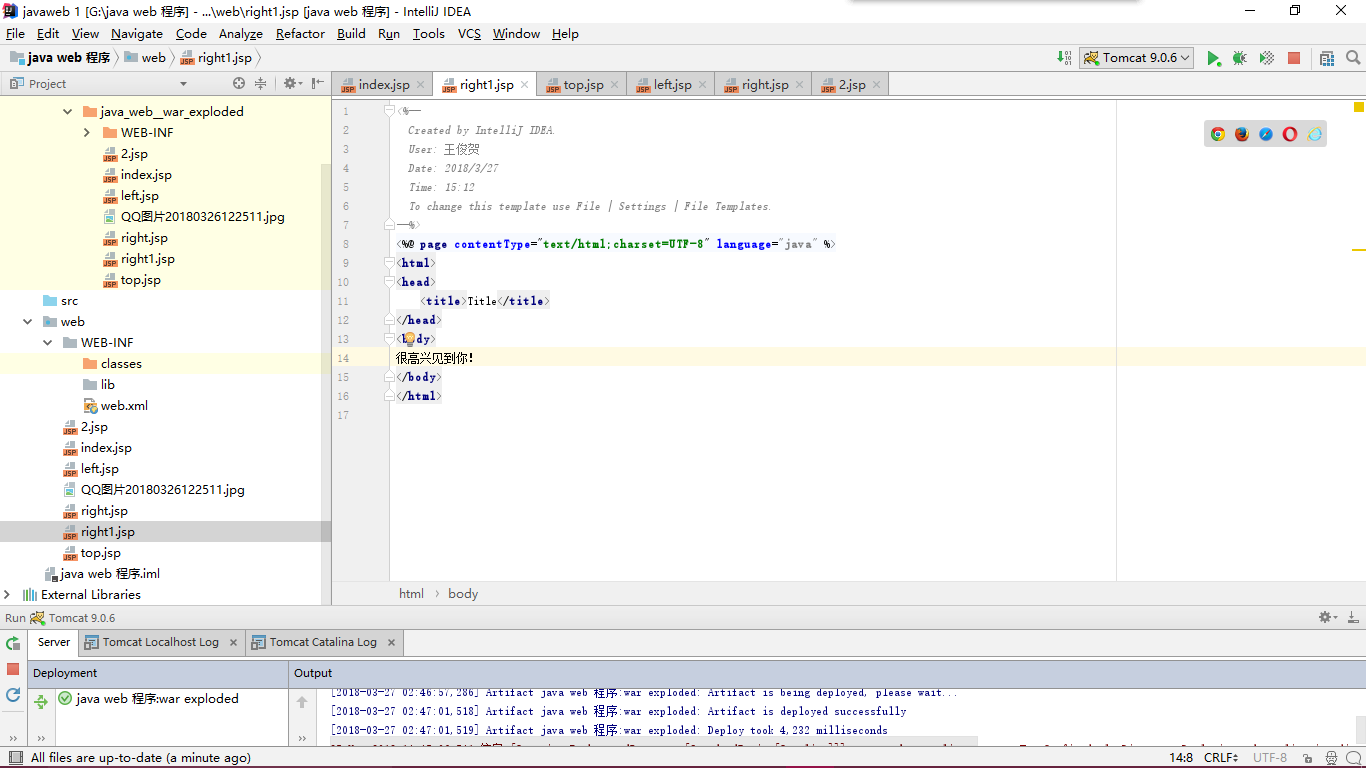 javaweb 1 [G:\java web 程序] - ...\web\right1.jsp [java web 程序] - IntelliJ IDEA
File Edit View Navigate Code Analyze Refactor Build Run Tools VCS Window Help
java web 程序 web right1.jsp Tomcat 9.0.6
Project
index.jsp right1.jsp top.jsp left.jsp right.jsp 2.jsp
java_web__war_exploded
WEB-INF
2.jsp
index.jsp
left.jsp
QQ图片20180326122511.jpg
right.jsp
right1.jsp
top.jsp
src
web
WEB-INF
classes
lib
web.xml
2.jsp
index.jsp
left.jsp
QQ图片20180326122511.jpg
right.jsp
right1.jsp
top.jsp
java web 程序.iml
External Libraries
1 <%--
2 Created by IntelliJ IDEA.
3 User: 王俊贺
4 Date: 2018/3/27
5 Time: 15:12
6 To change this template use File | Settings | File Templates.
7 --%>
8 <%@ page contentType="text/html;charset=UTF-8" language="java" %>
9 <html>
10 <head>
11 <title>Title</title>
12 </head>
13 <body>
14 很高兴见到你!
15 </body>
16 </html>
17
html › body
Run Tomcat 9.0.6
Server Tomcat Localhost Log Tomcat Catalina Log
Deployment Output
java web 程序:war exploded
[2018-03-27 02:46:57,286] Artifact java web 程序:war exploded: Artifact is being deployed, please wait...
[2018-03-27 02:47:01,518] Artifact java web 程序:war exploded: Artifact is deployed successfully
[2018-03-27 02:47:01,519] Artifact java web 程序:war exploded: Deploy took 4,232 milliseconds
All files are up-to-date (a minute ago) 14:8 CRLF UTF-8